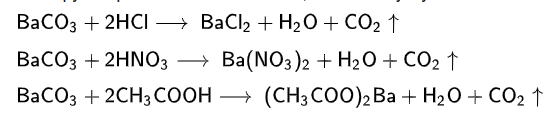 BaCO₃ + 2HCl ⟶ BaCl₂ + H₂O + CO₂ ↑
BaCO₃ + 2HNO₃ ⟶ Ba(NO₃)₂ + H₂O + CO₂ ↑
BaCO₃ + 2CH₃COOH ⟶ (CH₃COO)₂Ba + H₂O + CO₂ ↑